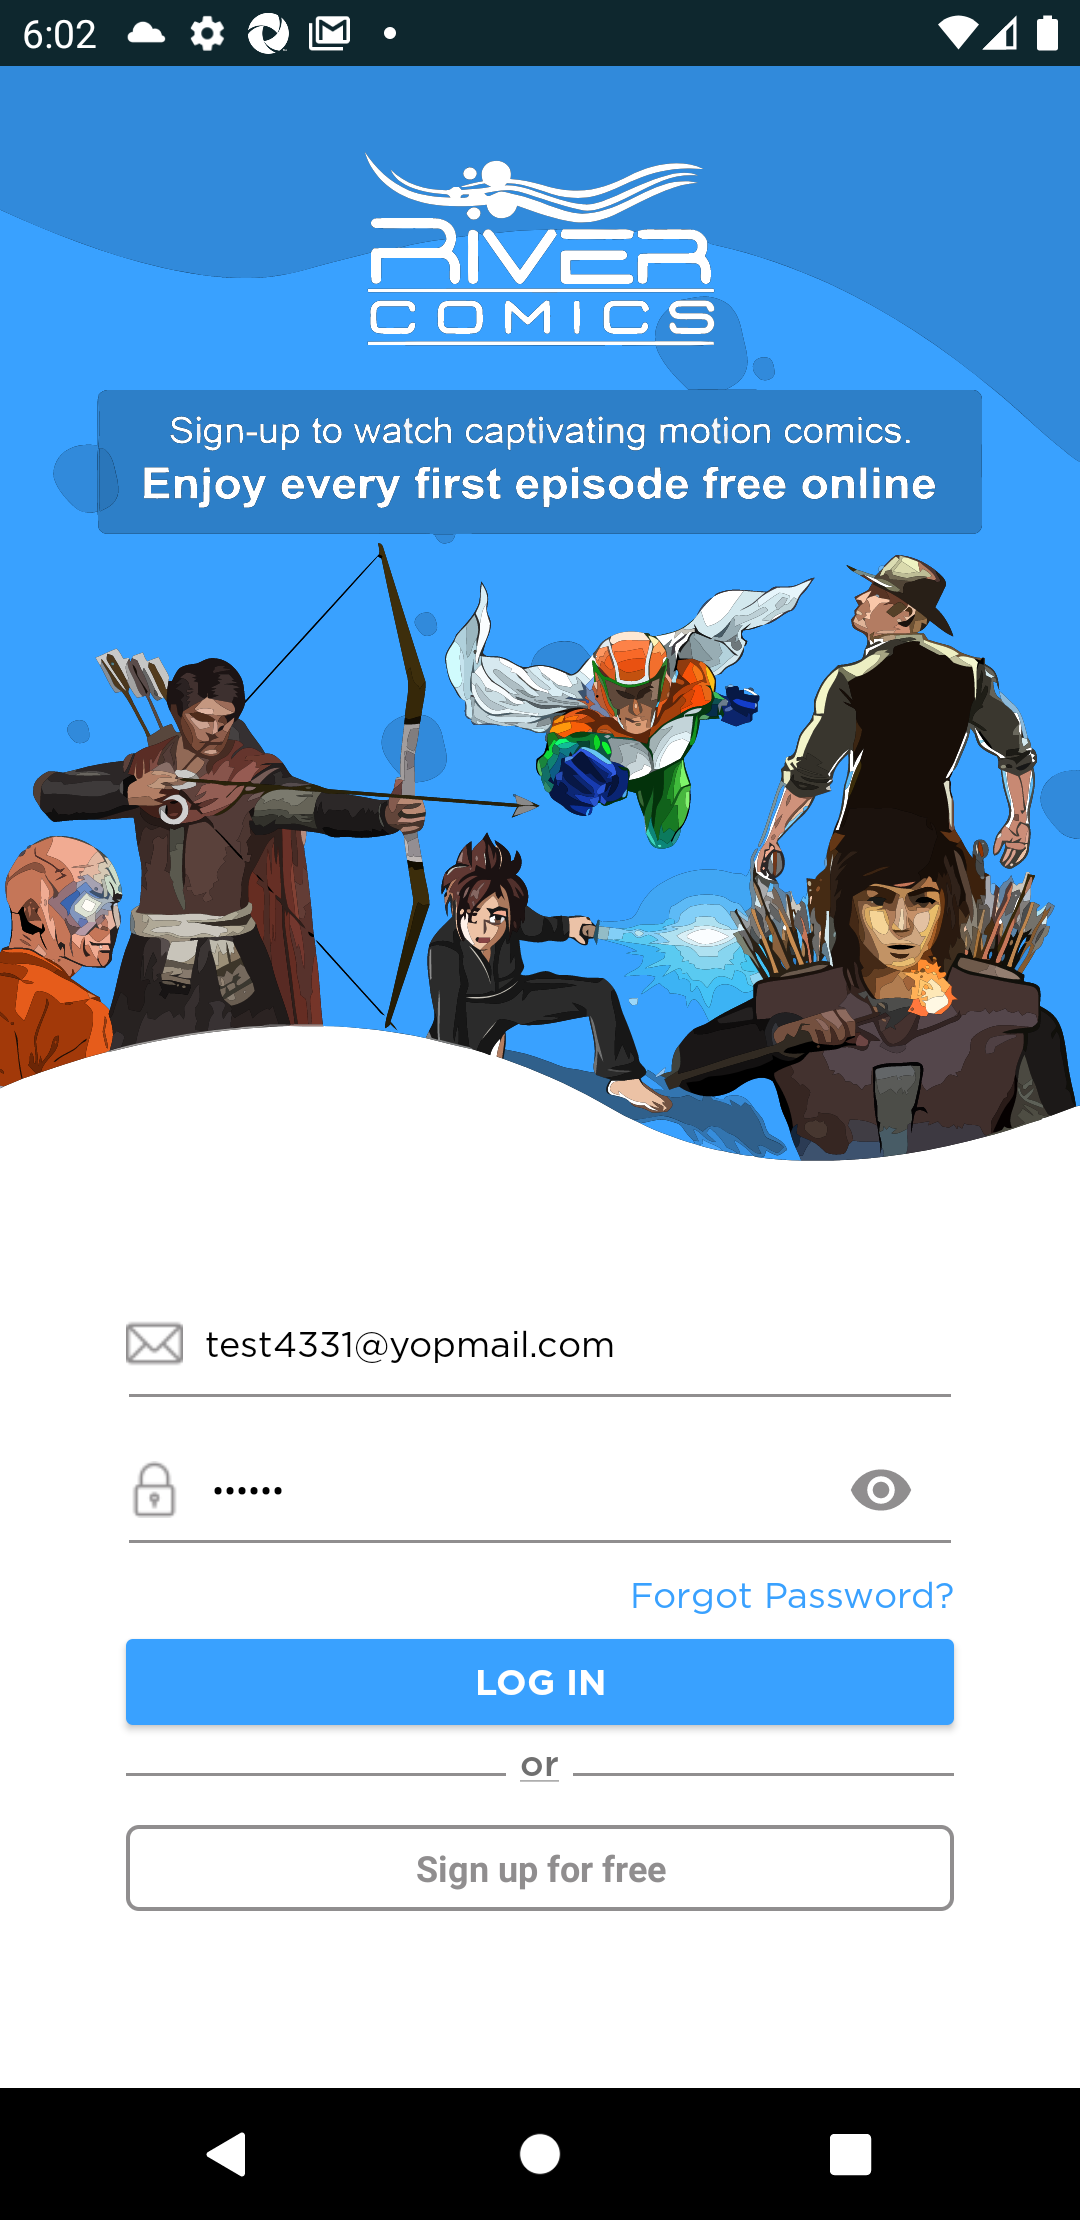 6:02
RIVER
COMICS
Sign-up to watch captivating motion comics.
Enjoy every first episode free online
test4331@yopmail.com
••••••
Forgot Password?
LOG IN
or
Sign up for free